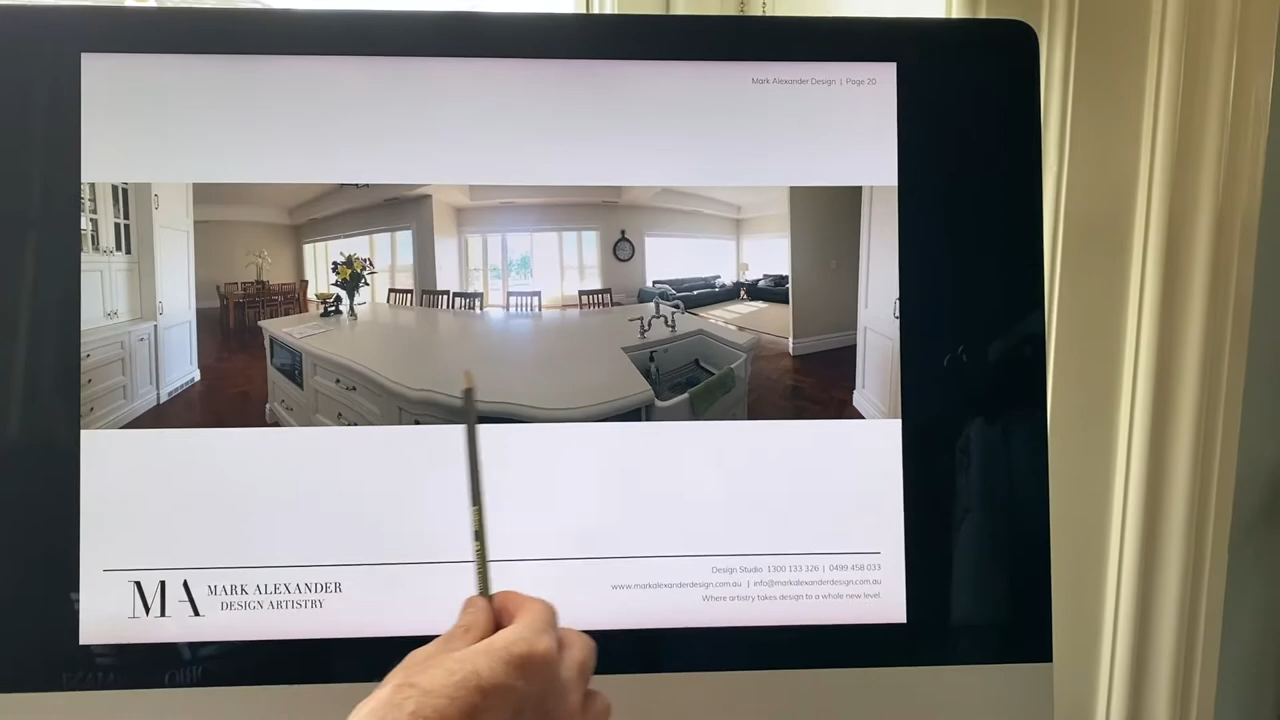 Mark Alexander Design | Page 20
MA
MARK ALEXANDER
DESIGN ARTISTRY
Design Studio 1300 133 326 | 0499 458 033
www.markalexanderdesign.com.au | info@markalexanderdesign.com.au
Where artistry takes design to a whole new level.